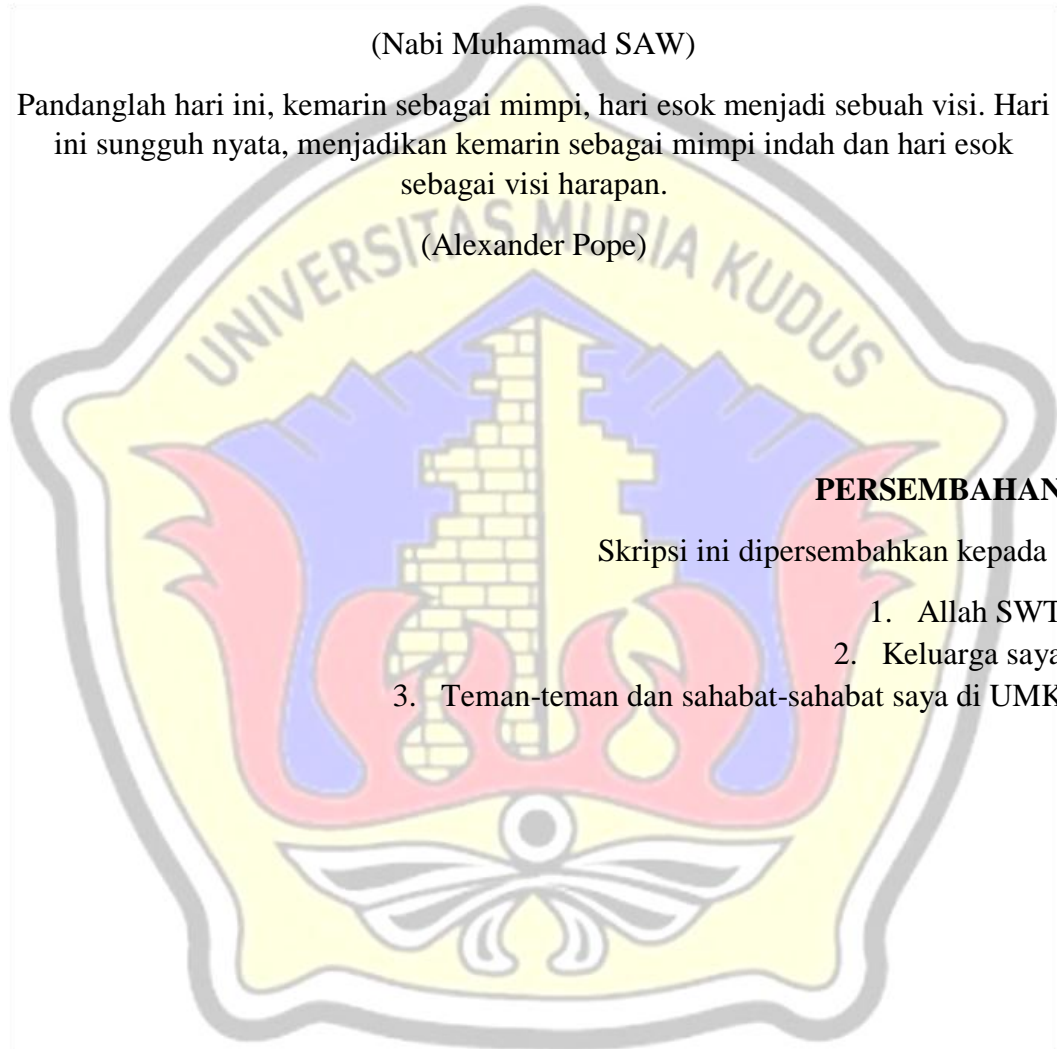 (Nabi Muhammad SAW)
Pandanglah hari ini, kemarin sebagai mimpi, hari esok menjadi sebuah visi. Hari
ini sungguh nyata, menjadikan kemarin sebagai mimpi indah dan hari esok
sebagai visi harapan.
(Alexander Pope)
UNIVERSITAS MURIA KUDUS
PERSEMBAHAN
Skripsi ini dipersembahkan kepada
1. Allah SWT
2. Keluarga saya
3. Teman-teman dan sahabat-sahabat saya di UMK